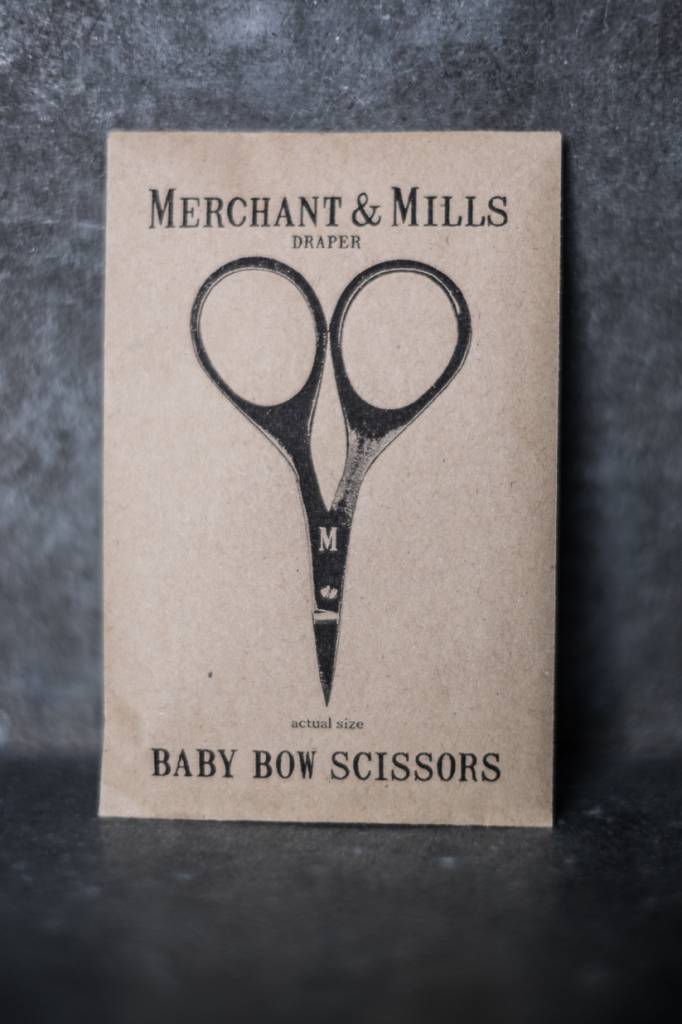 MERCHANT & MILLS
DRAPER
M
actual size
BABY BOW SCISSORS